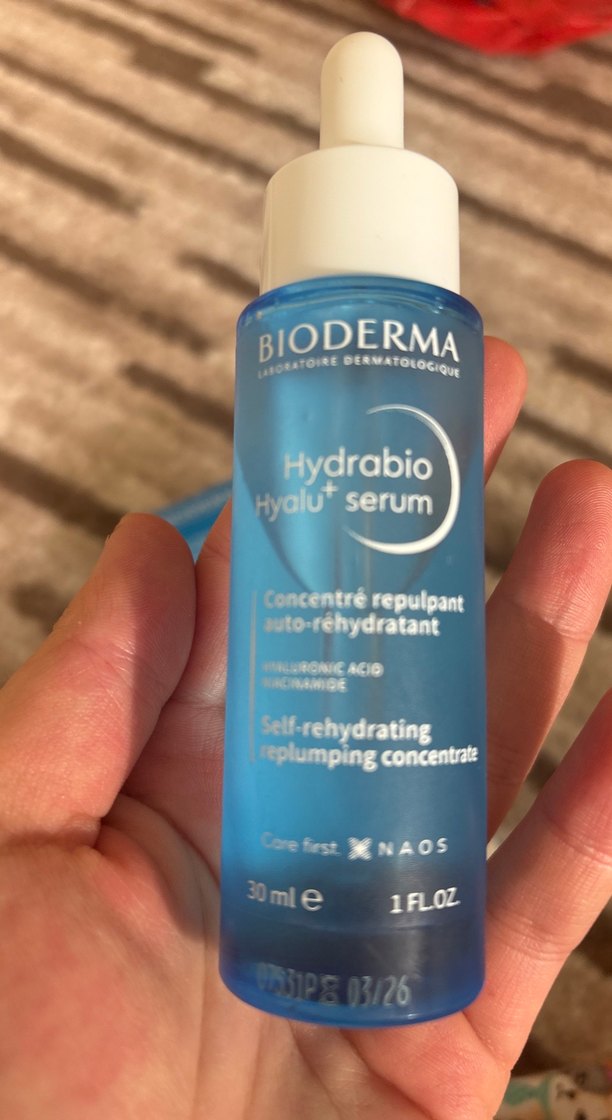 BIODERMA
LABORATOIRE DERMATOLOGIQUE
Hydrabio
Hyalu+ serum
Concentré repulpant
auto-réhydratant
HYALURONIC ACID
NIACINAMIDE
Self-rehydrating
replumping concentrate
Care first. NAOS
30 ml e
1 FL.OZ.
03/26